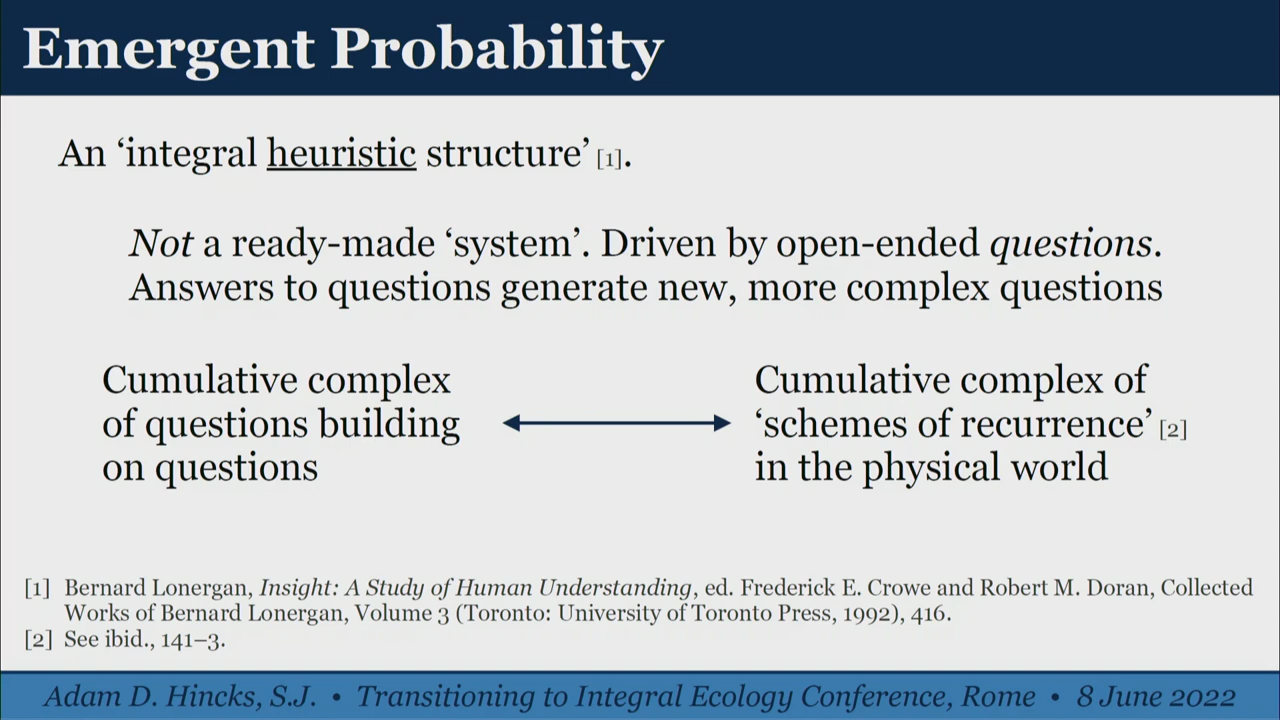 Emergent Probability
An ‘integral heuristic structure’ [1].
Not a ready-made ‘system’. Driven by open-ended questions.
Answers to questions generate new, more complex questions
Cumulative complex
of questions building
on questions
Cumulative complex of
‘schemes of recurrence’ [2]
in the physical world
[1] Bernard Lonergan, Insight: A Study of Human Understanding, ed. Frederick E. Crowe and Robert M. Doran, Collected
Works of Bernard Lonergan, Volume 3 (Toronto: University of Toronto Press, 1992), 416.
[2] See ibid., 141–3.
Adam D. Hincks, S.J. • Transitioning to Integral Ecology Conference, Rome • 8 June 2022